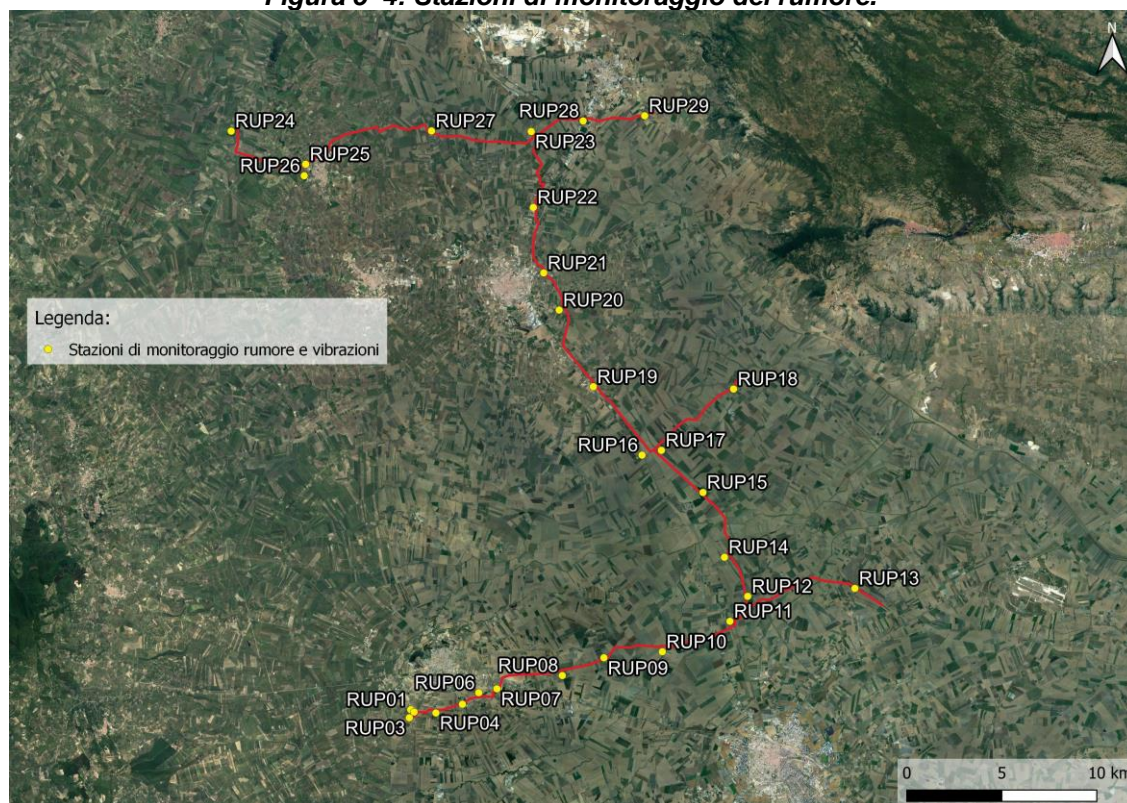 Figura 5-4: Stazioni di monitoraggio del rumore.
N
RUP24
RUP27
RUP28
RUP29
RUP23
RUP26
RUP25
RUP22
RUP21
RUP20
Legenda:
Stazioni di monitoraggio rumore e vibrazioni
RUP19
RUP18
RUP16
RUP17
RUP15
RUP14
RUP12
RUP13
RUP11
RUP10
RUP09
RUP08
RUP06
RUP07
RUP01
RUP03
RUP04
0 5 10 km